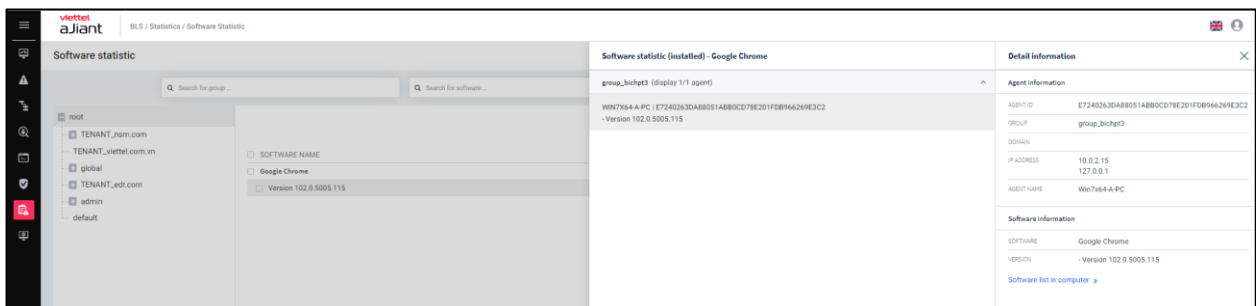 viettel
aJiant
BLS / Statistics / Software Statistic
Software statistic
Search for group ...
Search for software ...
root
TENANT_nsm.com
TENANT_viettel.com.vn
global
TENANT_edr.com
admin
default
SOFTWARE NAME
Google Chrome
Version 102.0.5005.115
Software statistic (installed) - Google Chrome
group_bichpt3 (display 1/1 agent)
WIN7X64-A-PC | E7240263DA88051ABB0CD78E201FDB966269E3C2
- Version 102.0.5005.115
Detail information
Agent information
AGENT ID E7240263DA88051ABB0CD78E201FDB966269E3C2
GROUP group_bichpt3
DOMAIN
IP ADDRESS 10.0.2.15
127.0.0.1
AGENT NAME Win7x64-A-PC
Software information
SOFTWARE Google Chrome
VERSION - Version 102.0.5005.115
Software list in computer »